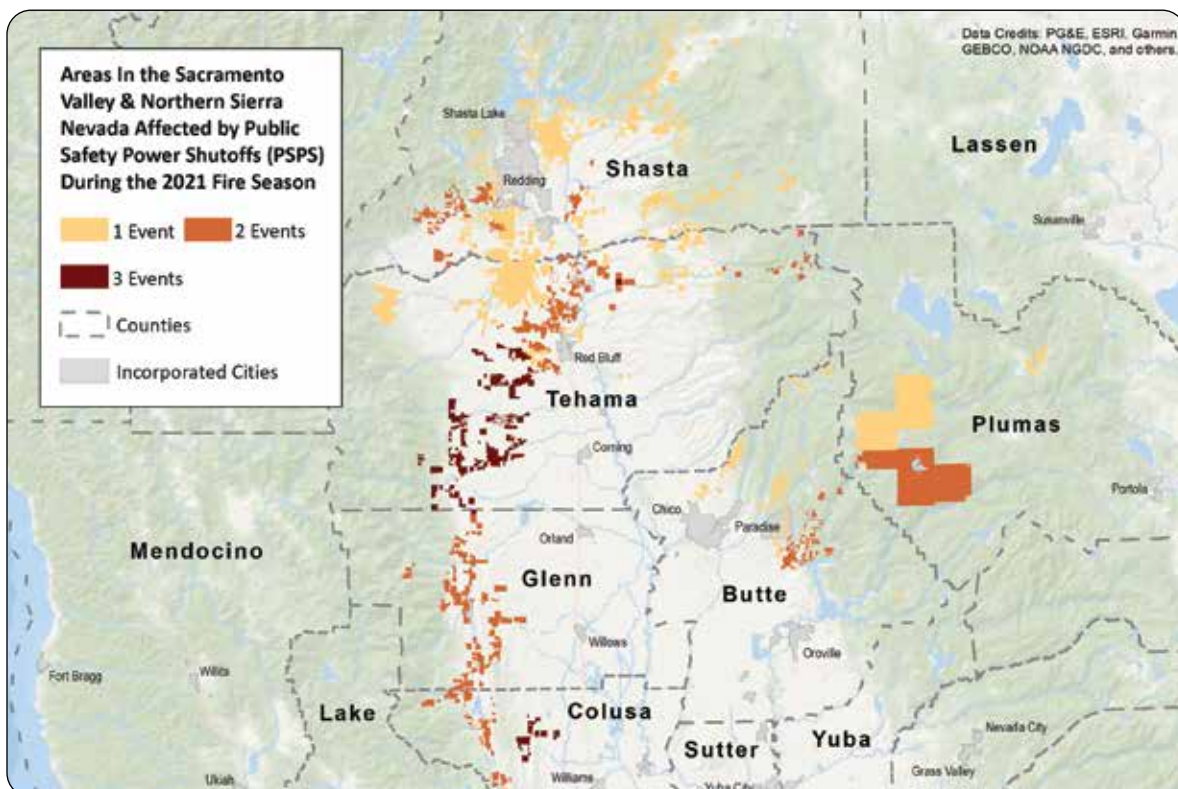 Data Credits: PG&E, ESRI, Garmin,
GEBCO, NOAA NGDC, and others.
Areas In the Sacramento
Valley & Northern Sierra
Nevada Affected by Public
Safety Power Shutoffs (PSPS)
During the 2021 Fire Season
1 Event
2 Events
3 Events
Counties
Incorporated Cities
Shasta Lake
Shasta
Lassen
Redding
Susanville
Red Bluff
Tehama
Plumas
Corning
Portola
Chico
Paradise
Orland
Mendocino
Glenn
Butte
Willows
Oroville
Fort Bragg
Willits
Lake
Colusa
Sutter
Yuba
Nevada City
Ukiah
Williams
Yuba City
Grass Valley